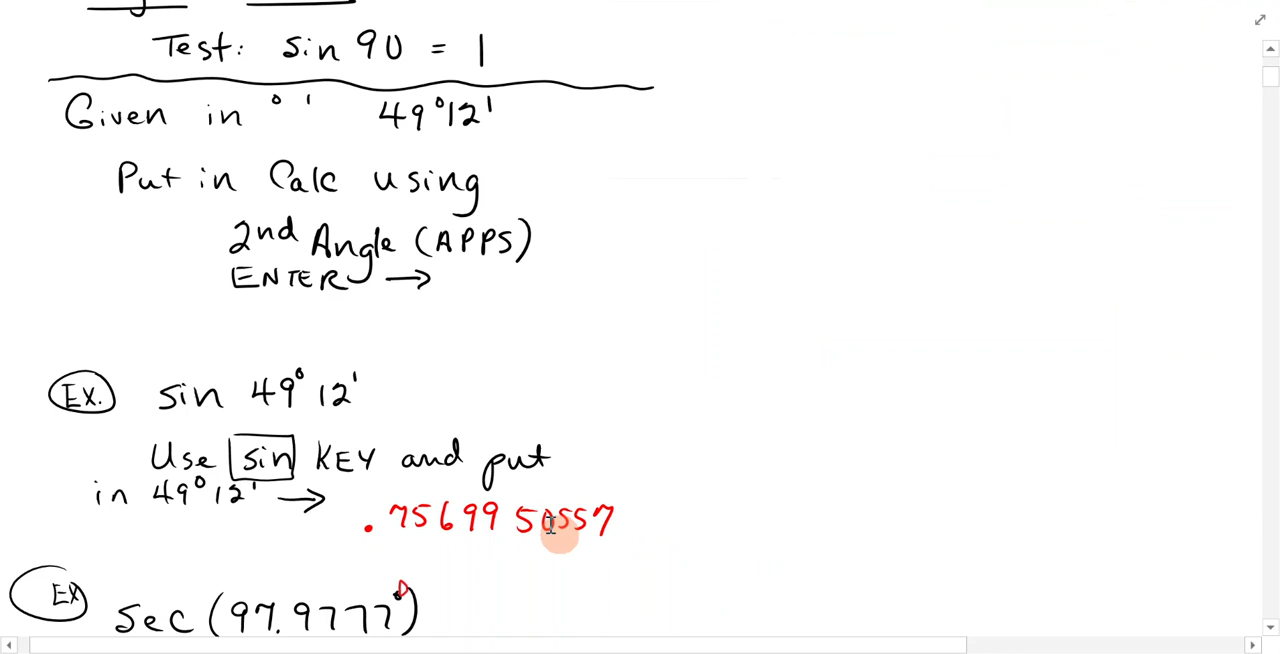 Test: sin 90 = 1
Given in ° ' 49°12'
Put in Calc using
2nd Angle (APPS)
ENTER →
Ex. sin 49° 12'
Use sin KEY and put
in 49°12' →
.7569950557
Ex sec (97.9777°)